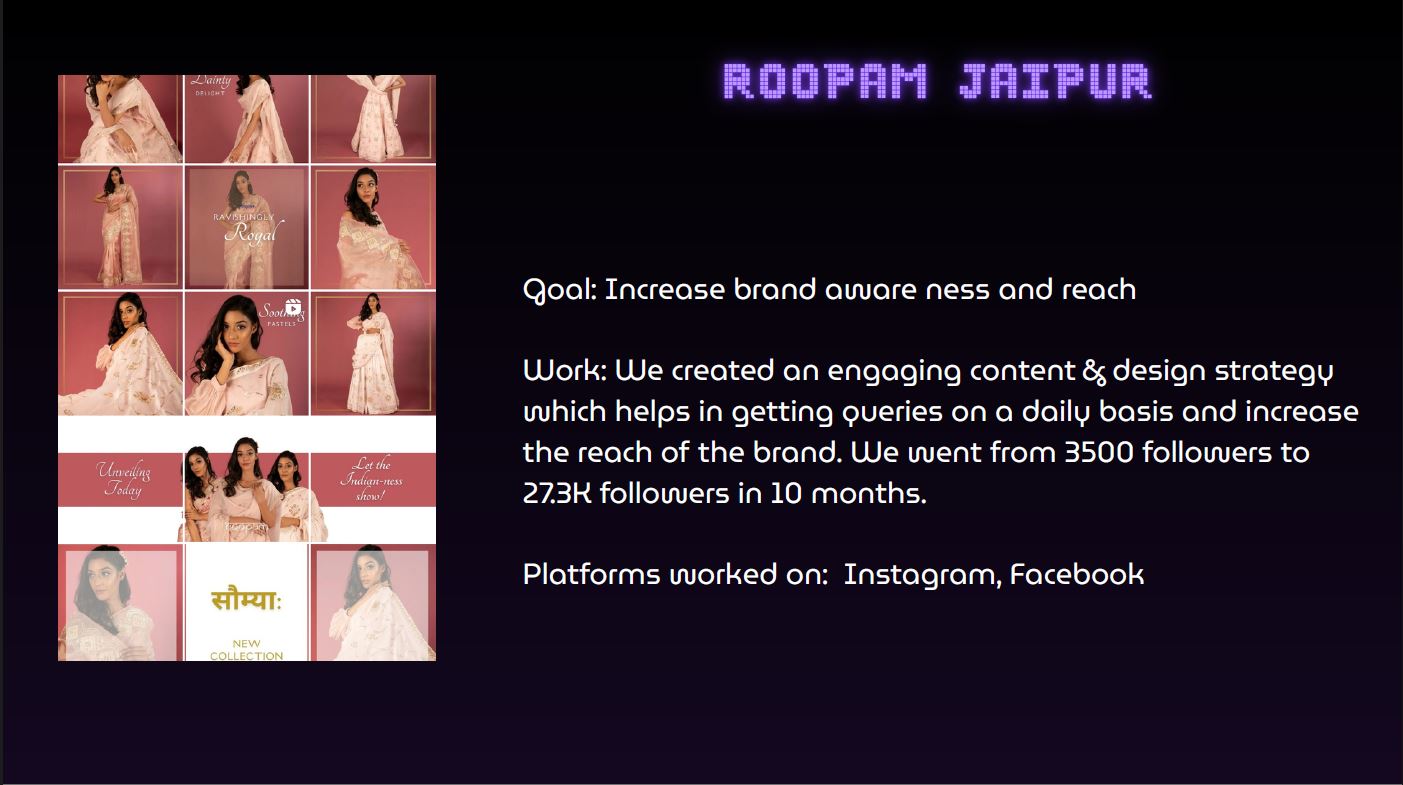 ROOPAM JAIPUR
Dainty
DELIGHT
RAVISHINGLY
Royal
PASTELS
Unveiling
Today
Let the
Indian-ness
show!
सौम्या:
NEW
COLLECTION
Goal: Increase brand aware ness and reach
Work: We created an engaging content & design strategy
which helps in getting queries on a daily basis and increase
the reach of the brand. We went from 3500 followers to
27.3K followers in 10 months.
Platforms worked on: Instagram, Facebook